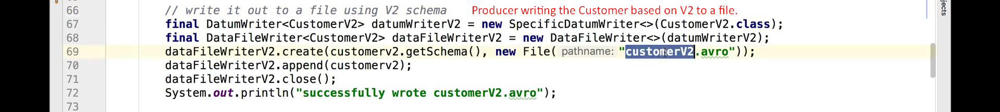 66 // write it out to a file using V2 schema Producer writing the Customer based on V2 to a file.
67 final DatumWriter<CustomerV2> datumWriterV2 = new SpecificDatumWriter<>(CustomerV2.class);
68 final DataFileWriter<CustomerV2> dataFileWriterV2 = new DataFileWriter<>(datumWriterV2);
69 dataFileWriterV2.create(customerv2.getSchema(), new File( pathname: "customerV2.avro"));
70 dataFileWriterV2.append(customerv2);
71 dataFileWriterV2.close();
72 System.out.println("successfully wrote customerV2.avro");
73